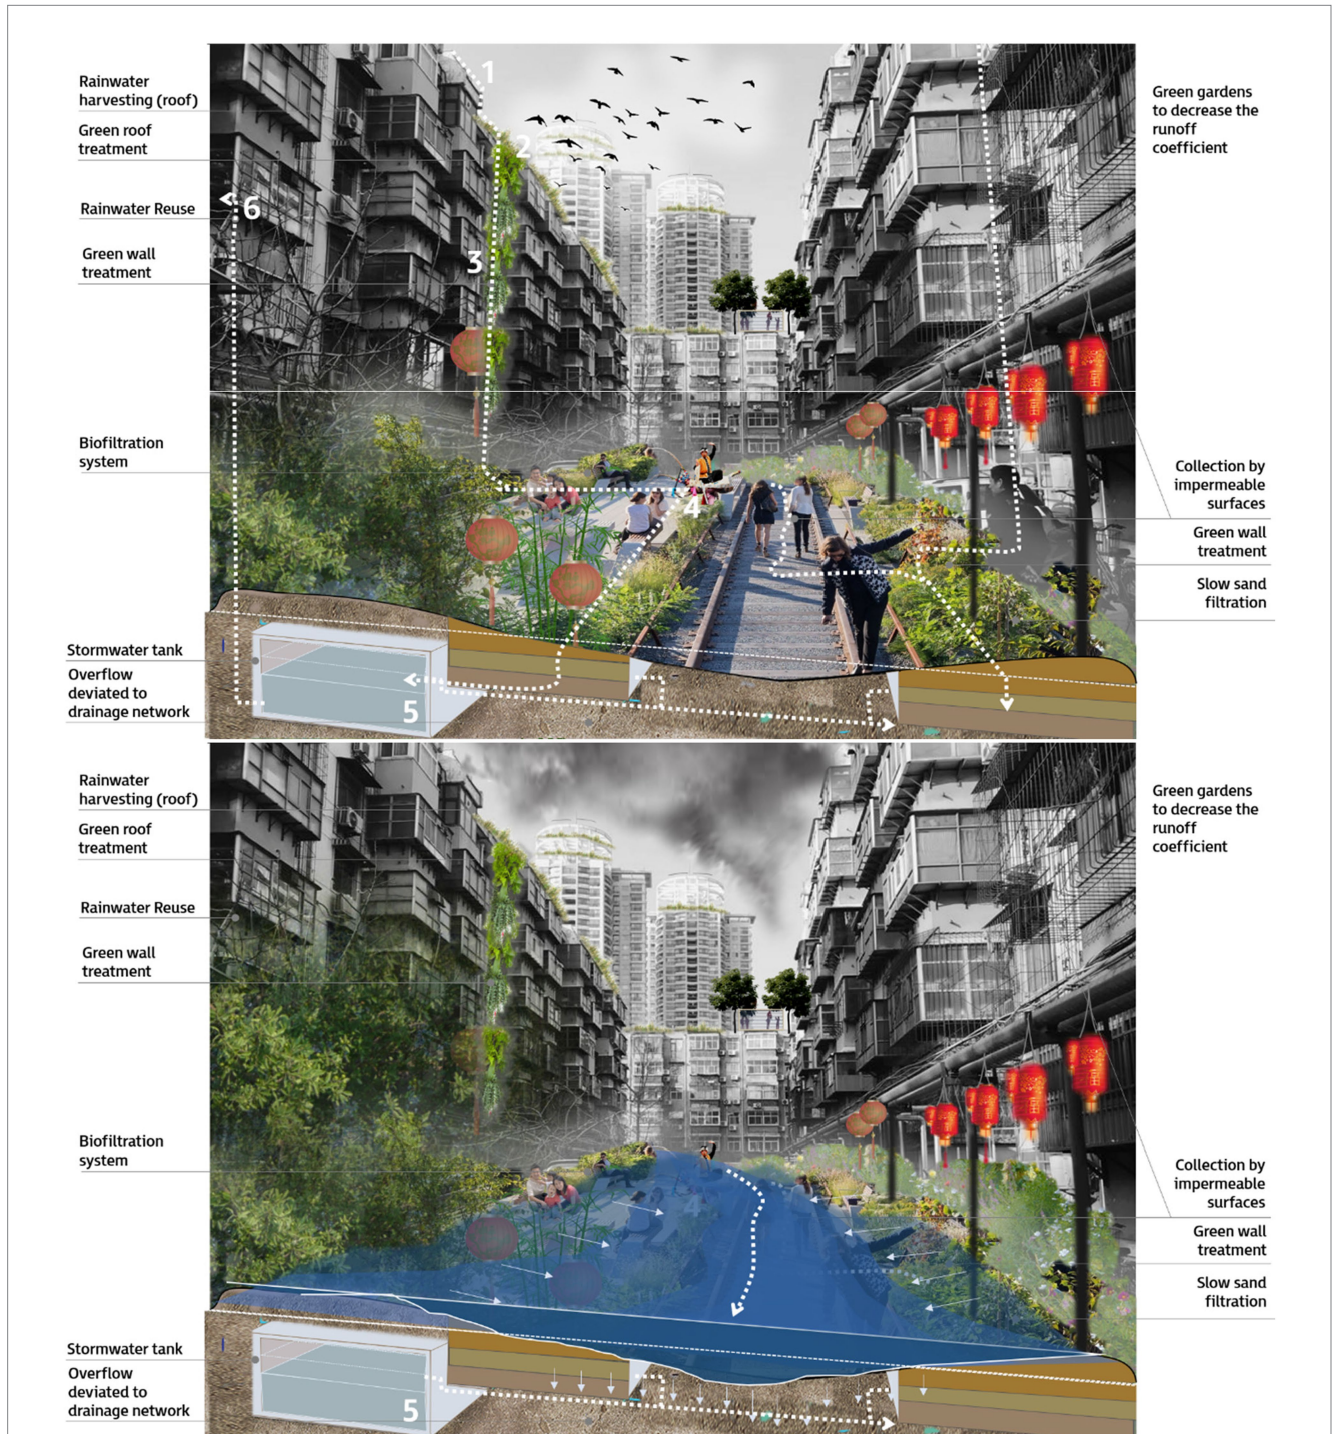 Rainwater
harvesting (roof)
Green roof
treatment
Rainwater Reuse
Green wall
treatment
Biofiltration
system
Stormwater tank
Overflow
deviated to
drainage network
1
2
3
4
5
6
Green gardens
to decrease the
runoff
coefficient
Collection by
impermeable
surfaces
Green wall
treatment
Slow sand
filtration
Rainwater
harvesting (roof)
Green roof
treatment
Rainwater Reuse
Green wall
treatment
Biofiltration
system
Stormwater tank
Overflow
deviated to
drainage network
4
5
Green gardens
to decrease the
runoff
coefficient
Collection by
impermeable
surfaces
Green wall
treatment
Slow sand
filtration